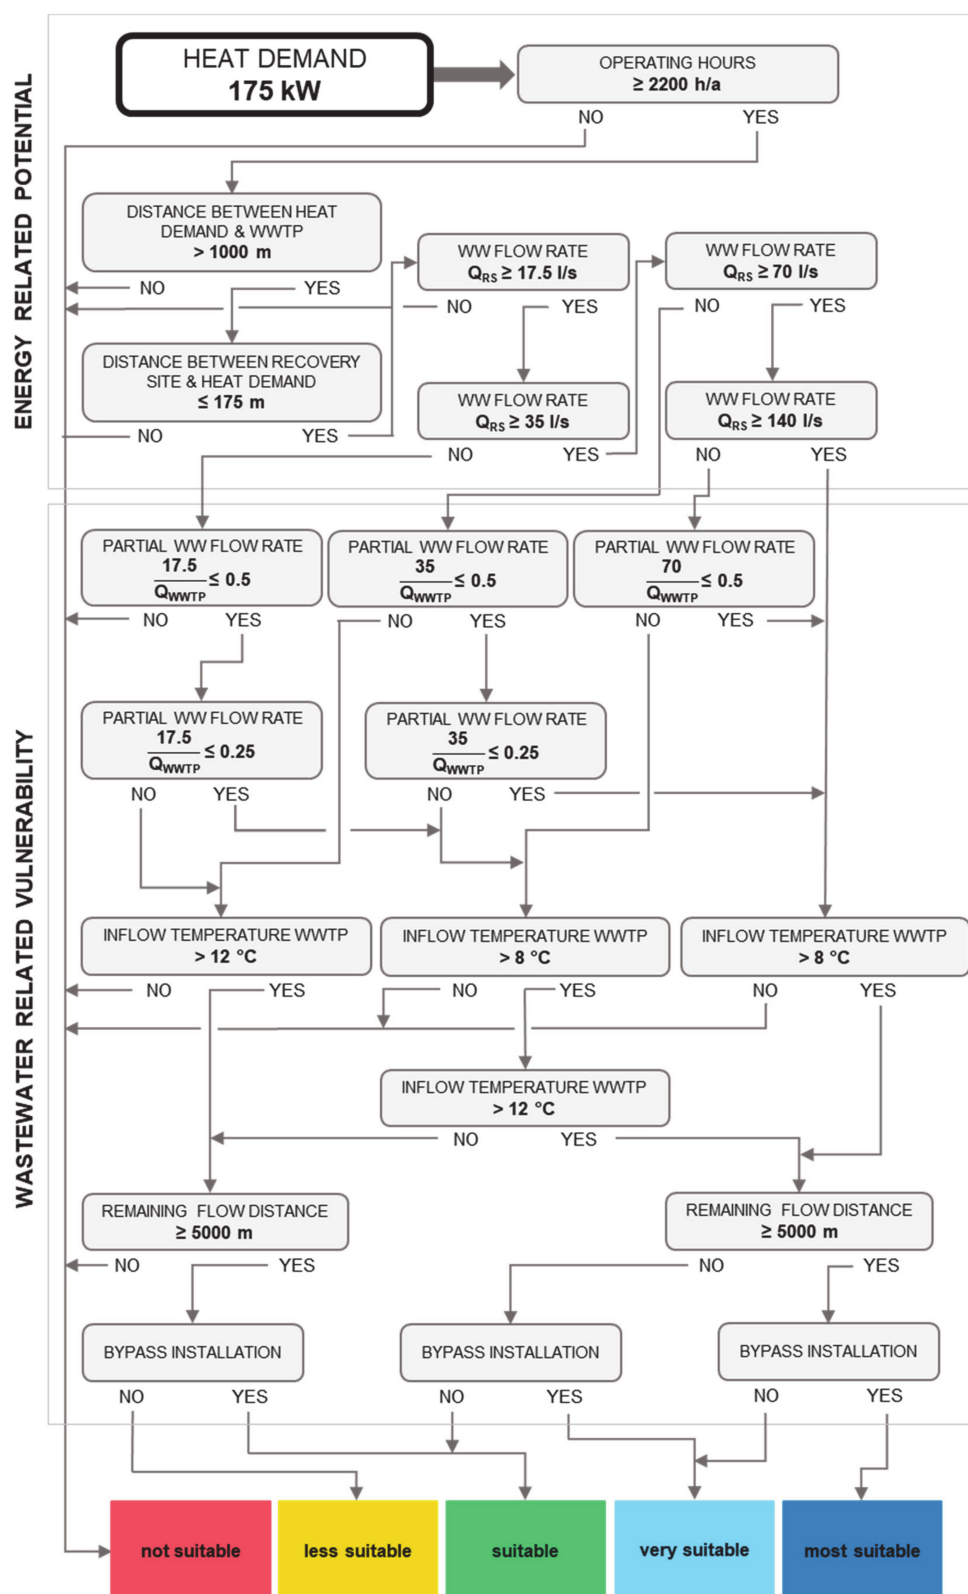 ENERGY RELATED POTENTIAL
HEAT DEMAND
175 kW
OPERATING HOURS
≥ 2200 h/a
NO
YES
DISTANCE BETWEEN HEAT
DEMAND & WWTP
> 1000 m
NO
YES
WW FLOW RATE
QRS ≥ 17.5 l/s
NO
YES
WW FLOW RATE
QRS ≥ 70 l/s
NO
YES
DISTANCE BETWEEN RECOVERY
SITE & HEAT DEMAND
≤ 175 m
NO
YES
WW FLOW RATE
QRS ≥ 35 l/s
NO
YES
WW FLOW RATE
QRS ≥ 140 l/s
NO
YES
WASTEWATER RELATED VULNERABILITY
PARTIAL WW FLOW RATE
17.5
QWWTP ≤ 0.5
NO
YES
PARTIAL WW FLOW RATE
35
QWWTP ≤ 0.5
NO
YES
PARTIAL WW FLOW RATE
70
QWWTP ≤ 0.5
NO
YES
PARTIAL WW FLOW RATE
17.5
QWWTP ≤ 0.25
NO
YES
PARTIAL WW FLOW RATE
35
QWWTP ≤ 0.25
NO
YES
INFLOW TEMPERATURE WWTP
> 12 °C
NO
YES
INFLOW TEMPERATURE WWTP
> 8 °C
NO
YES
INFLOW TEMPERATURE WWTP
> 8 °C
NO
YES
INFLOW TEMPERATURE WWTP
> 12 °C
NO
YES
REMAINING FLOW DISTANCE
≥ 5000 m
NO
YES
REMAINING FLOW DISTANCE
≥ 5000 m
NO
YES
BYPASS INSTALLATION
NO
YES
BYPASS INSTALLATION
NO
YES
BYPASS INSTALLATION
NO
YES
not suitable
less suitable
suitable
very suitable
most suitable